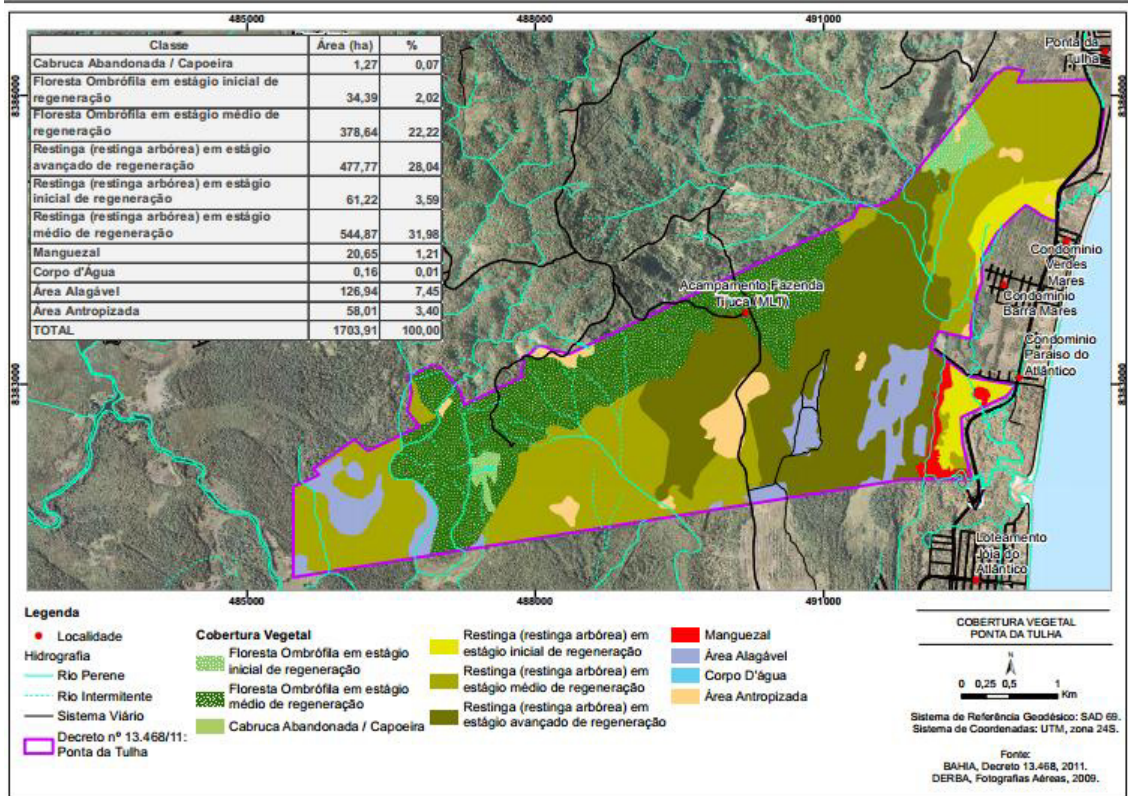 485000 488000 491000
Classe Área (ha) %
Cabruca Abandonada / Capoeira 1,27 0,07
Floresta Ombrófila em estágio inicial de
regeneração 34,39 2,02
Floresta Ombrófila em estágio médio de
regeneração 378,64 22,22
Restinga (restinga arbórea) em estágio
avançado de regeneração 477,77 28,04
Restinga (restinga arbórea) em estágio
inicial de regeneração 61,22 3,59
Restinga (restinga arbórea) em estágio
médio de regeneração 544,87 31,98
Manguezal 20,65 1,21
Corpo d'Água 0,16 0,01
Área Alagável 126,94 7,45
Área Antropizada 58,01 3,40
TOTAL 1703,91 100,00
8386000
8383000
Ponta da
Tulha
8386000
Condominio
Verdes
Mares
Condominio
Barra Mares
Acampamento Fazenda
Tijuca (MLT)
Condominio
Paraiso do
Atlântico
8383000
Loteamento
Jóia do
Atlântico
485000 488000 491000
Legenda
Localidade
Hidrografia
Rio Perene
Rio Intermitente
Sistema Viário
Decreto nº 13.468/11:
Ponta da Tulha
Cobertura Vegetal
Floresta Ombrófila em estágio
inicial de regeneração
Floresta Ombrófila em estágio
médio de regeneração
Cabruca Abandonada / Capoeira
Restinga (restinga arbórea) em
estágio inicial de regeneração
Restinga (restinga arbórea) em
estágio médio de regeneração
Restinga (restinga arbórea) em
estágio avançado de regeneração
Manguezal
Área Alagável
Corpo D'água
Área Antropizada
COBERTURA VEGETAL
PONTA DA TULHA
N
0 0,25 0,5 1
Km
Sistema de Referência Geodésico: SAD 69.
Sistema de Coordenadas: UTM, zona 24S.
Fonte:
BAHIA, Decreto 13.468, 2011.
DERBA, Fotografias Aéreas, 2009.